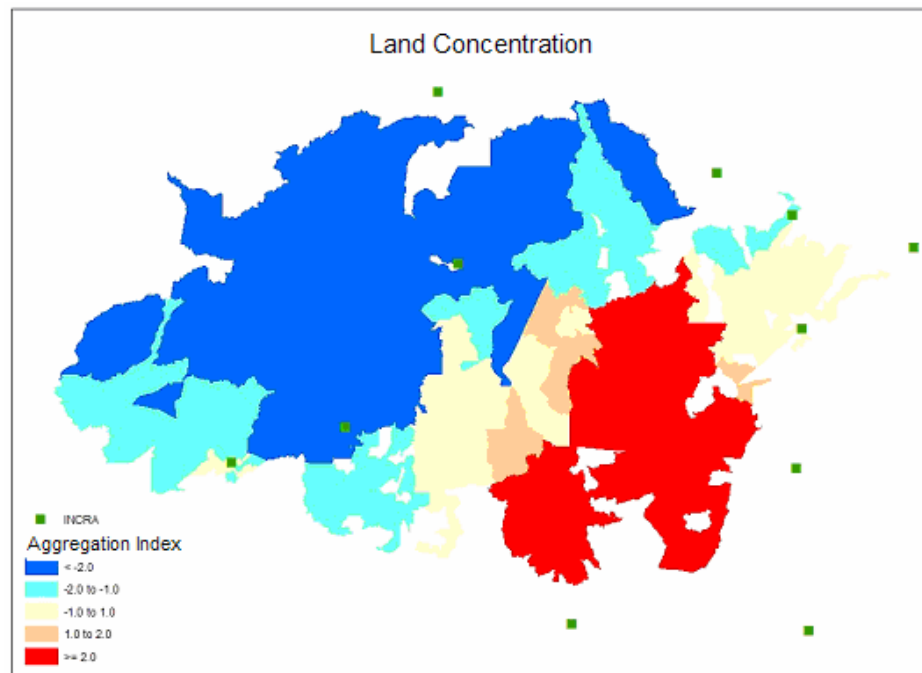 Land Concentration
INCRA
Aggregation Index
< -2.0
-2.0 to -1.0
-1.0 to 1.0
1.0 to 2.0
>= 2.0